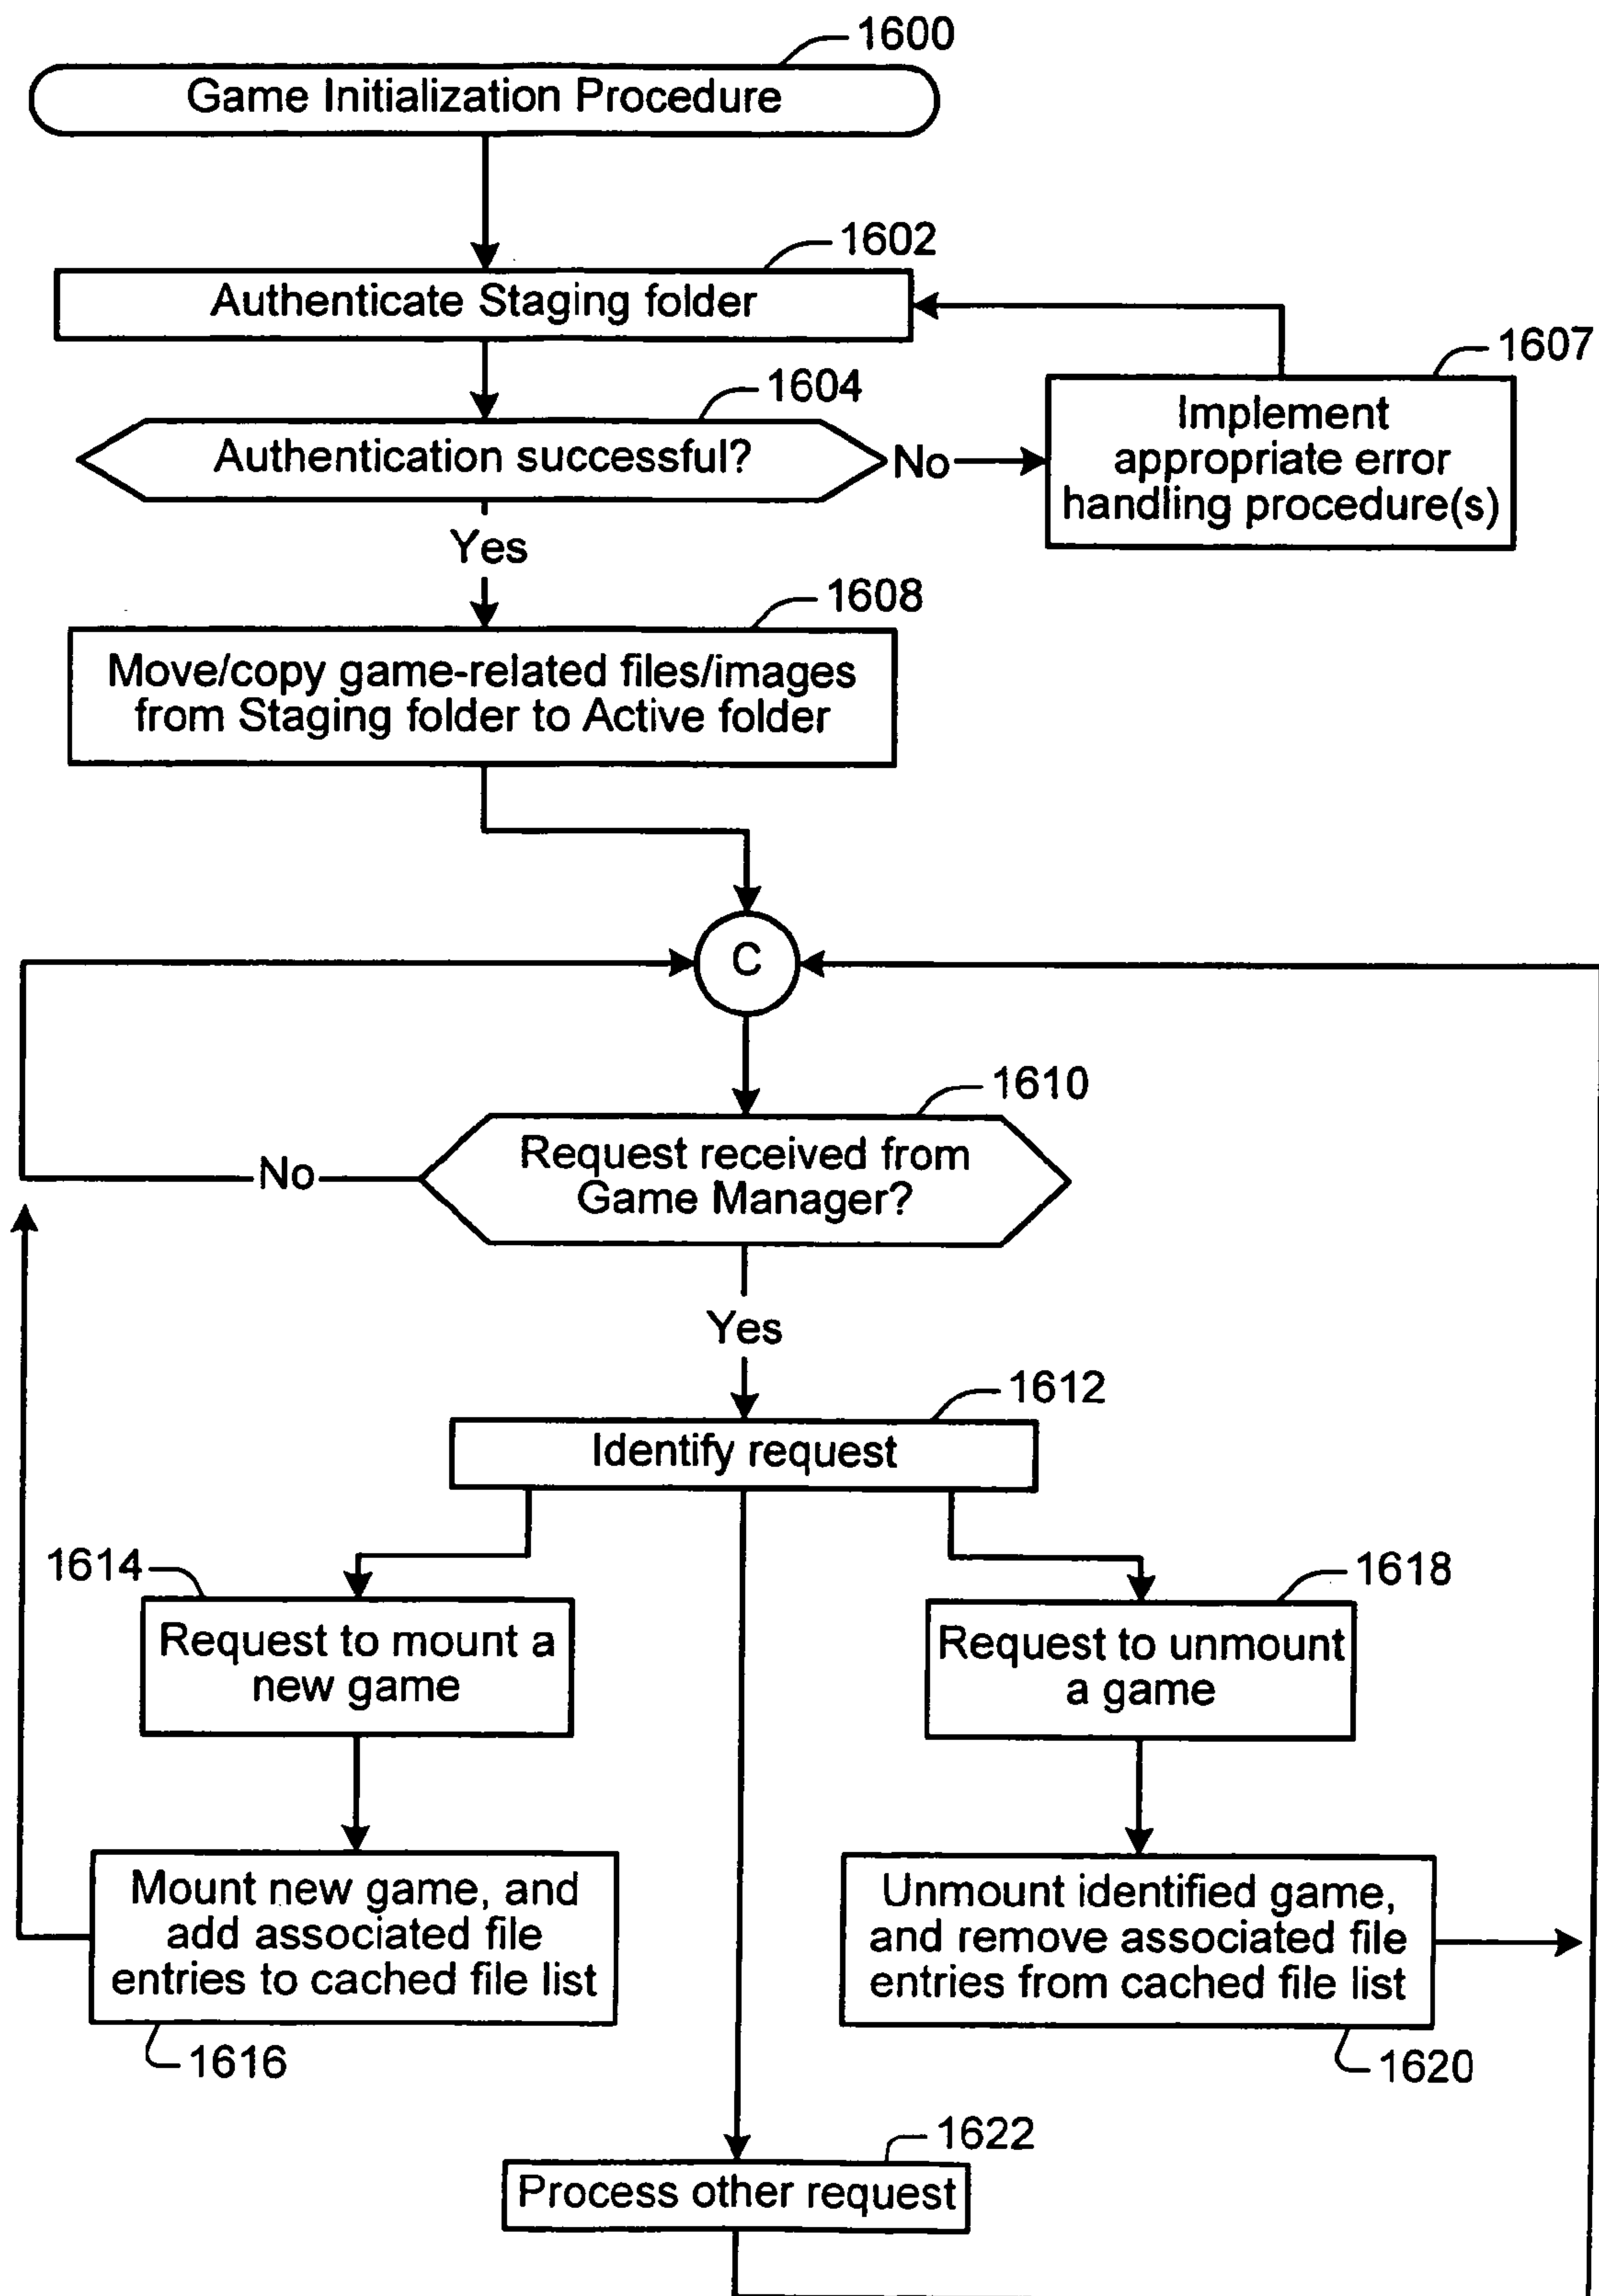 1600
Game Initialization Procedure
1602
Authenticate Staging folder
1607
Implement
appropriate error
handling procedure(s)
1604
Authentication successful?
No
Yes
1608
Move/copy game-related files/images
from Staging folder to Active folder
C
1610
Request received from
Game Manager?
No
Yes
1612
Identify request
1614
Request to mount a
new game
1618
Request to unmount
a game
Mount new game, and
add associated file
entries to cached file list
1616
Unmount identified game,
and remove associated file
entries from cached file list
1620
1622
Process other request